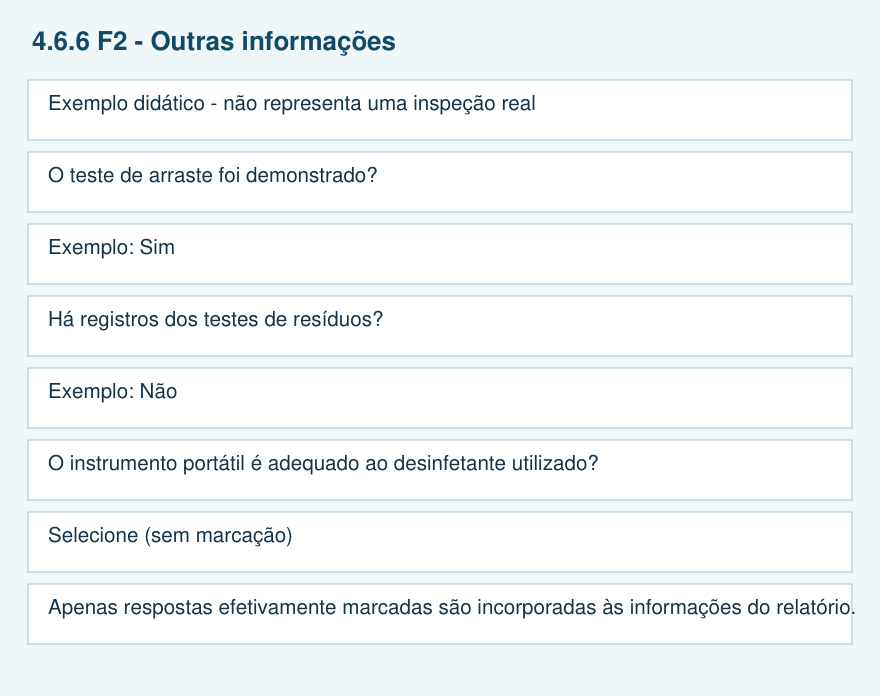 4.6.6 F2 - Outras informações
Exemplo didático - não representa uma inspeção real
O teste de arraste foi demonstrado?
Exemplo: Sim
Há registros dos testes de resíduos?
Exemplo: Não
O instrumento portátil é adequado ao desinfetante utilizado?
Selecione (sem marcação)
Apenas respostas efetivamente marcadas são incorporadas às informações do relatório.